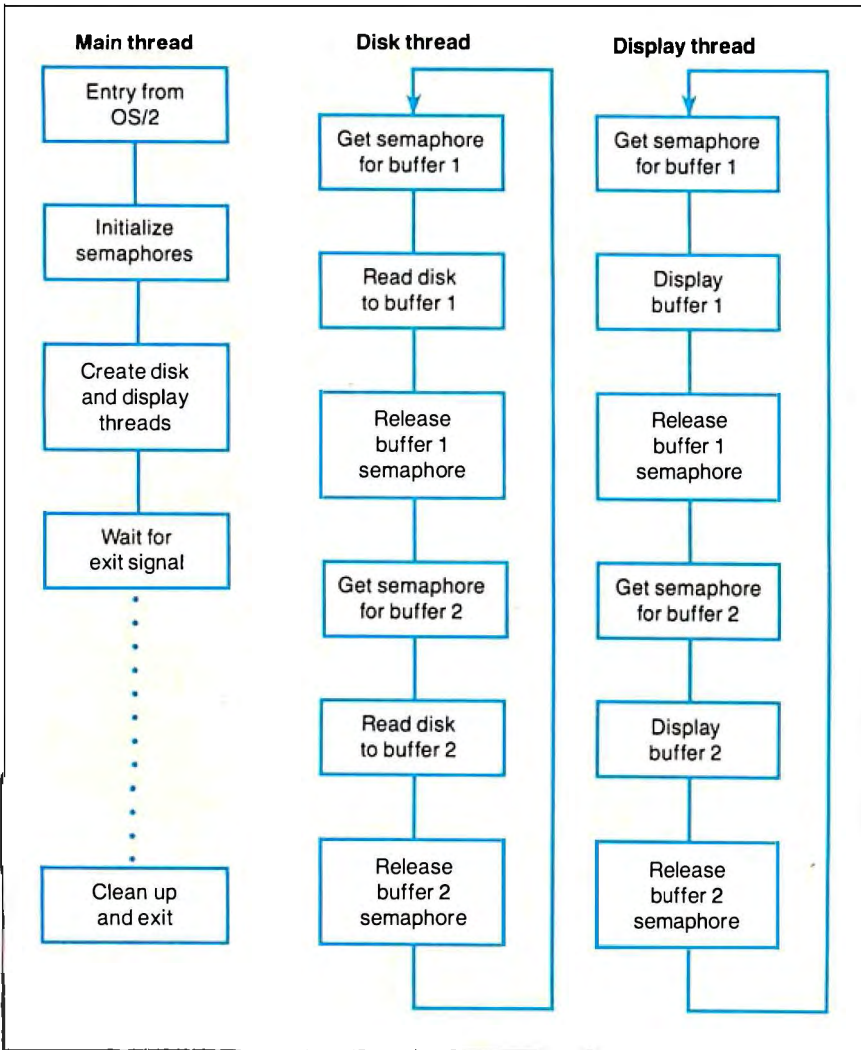 Main thread
Entry from
OS/2
Initialize
semaphores
Create disk
and display
threads
Wait for
exit signal
Clean up
and exit
Disk thread
Get semaphore
for buffer 1
Read disk
to buffer 1
Release
buffer 1
semaphore
Get semaphore
for buffer 2
Read disk
to buffer 2
Release
buffer 2
semaphore
Display thread
Get semaphore
for buffer 1
Display
buffer 1
Release
buffer 1
semaphore
Get semaphore
for buffer 2
Display
buffer 2
Release
buffer 2
semaphore